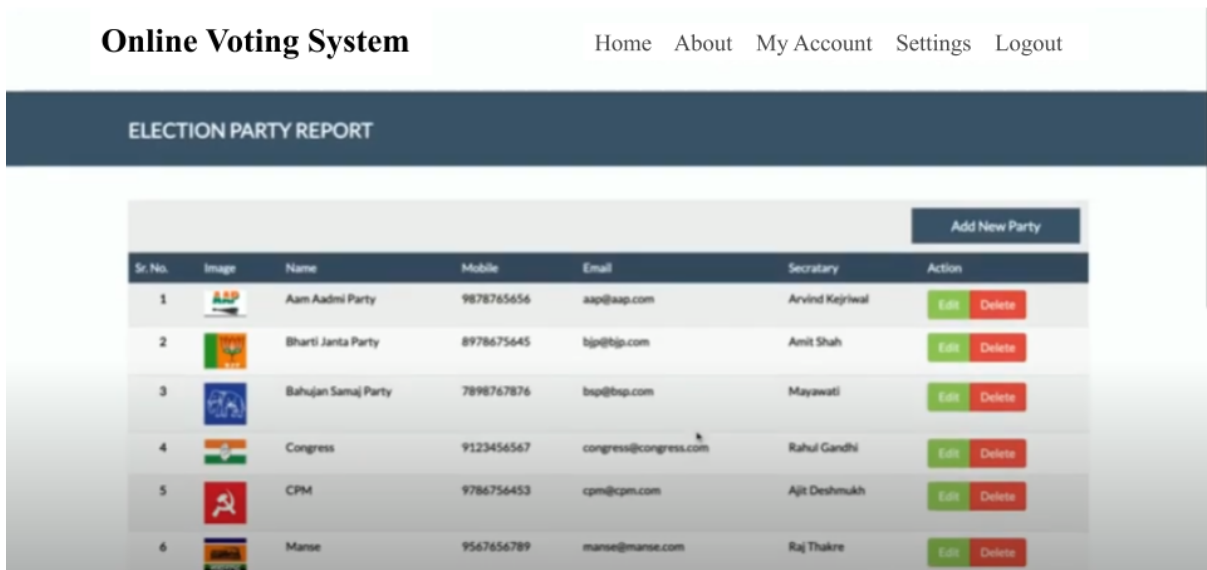 Online Voting System
Home About My Account Settings Logout
ELECTION PARTY REPORT
Add New Party
Sr. No. Image Name Mobile Email Secratary Action
1 AAP Aam Aadmi Party 9878765656 aap@aap.com Arvind Kejriwal Edit Delete
2 Bharti Janta Party 8978675645 bjp@bjp.com Amit Shah Edit Delete
3 Bahujan Samaj Party 7898767876 bsp@bsp.com Mayawati Edit Delete
4 Congress 9123456567 congress@congress.com Rahul Gandhi Edit Delete
5 CPM 9786756453 cpm@cpm.com Ajit Deshmukh Edit Delete
6 Manse 9567656789 manse@manse.com Raj Thakre Edit Delete